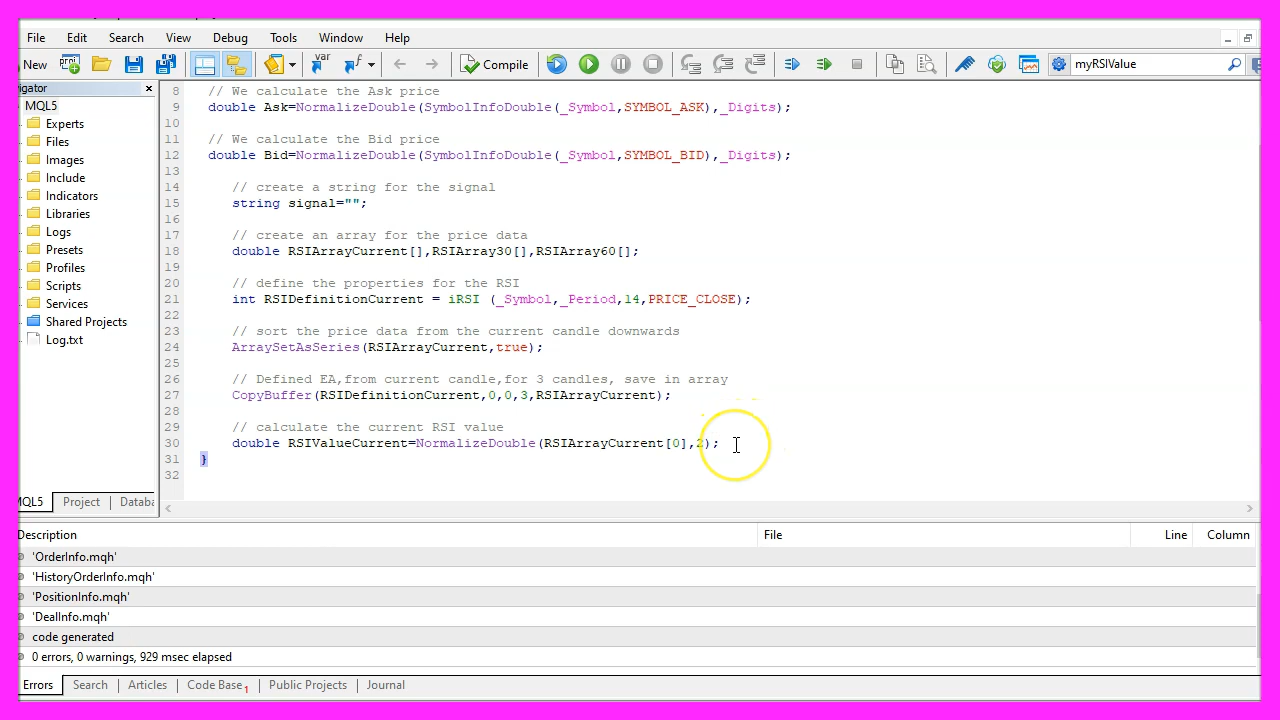 File Edit Search View Debug Tools Window Help
New Compile myRSIValue
MQL5
Experts
Files
Images
Include
Indicators
Libraries
Logs
Presets
Profiles
Scripts
Services
Shared Projects
Log.txt
8 // We calculate the Ask price
9 double Ask=NormalizeDouble(SymbolInfoDouble(_Symbol,SYMBOL_ASK),_Digits);
10
11 // We calculate the Bid price
12 double Bid=NormalizeDouble(SymbolInfoDouble(_Symbol,SYMBOL_BID),_Digits);
13
14 // create a string for the signal
15 string signal="";
16
17 // create an array for the price data
18 double RSIArrayCurrent[],RSIArray30[],RSIArray60[];
19
20 // define the properties for the RSI
21 int RSIDefinitionCurrent = iRSI (_Symbol,_Period,14,PRICE_CLOSE);
22
23 // sort the price data from the current candle downwards
24 ArraySetAsSeries(RSIArrayCurrent,true);
25
26 // Defined EA,from current candle,for 3 candles, save in array
27 CopyBuffer(RSIDefinitionCurrent,0,0,3,RSIArrayCurrent);
28
29 // calculate the current RSI value
30 double RSIValueCurrent=NormalizeDouble(RSIArrayCurrent[0],2);
31 }
32
MQL5 Project Databa
Description File Line Column
'OrderInfo.mqh'
'HistoryOrderInfo.mqh'
'PositionInfo.mqh'
'DealInfo.mqh'
code generated
0 errors, 0 warnings, 929 msec elapsed
Errors Search Articles Code Base 1 Public Projects Journal